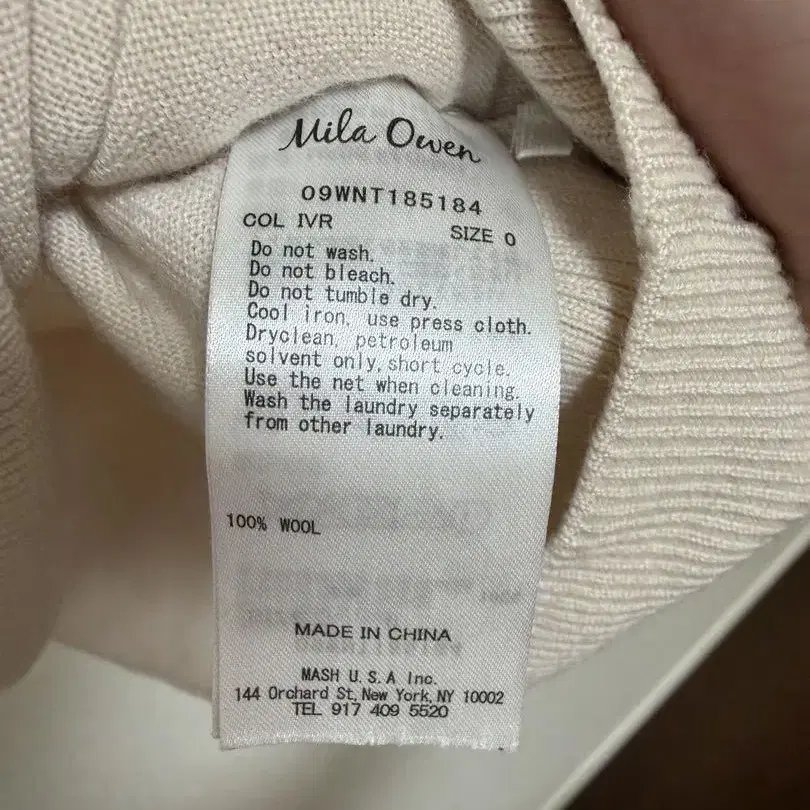 Mila Owen
09WNT185184
COL IVR SIZE 0
Do not wash.
Do not bleach.
Do not tumble dry.
Cool iron, use press cloth.
Dryclean, petroleum
solvent only, short cycle.
Use the net when cleaning.
Wash the laundry separately
from other laundry.
100% WOOL
MADE IN CHINA
MASH U.S.A Inc.
144 Orchard St, New York, NY 10002
TEL 917 409 5520